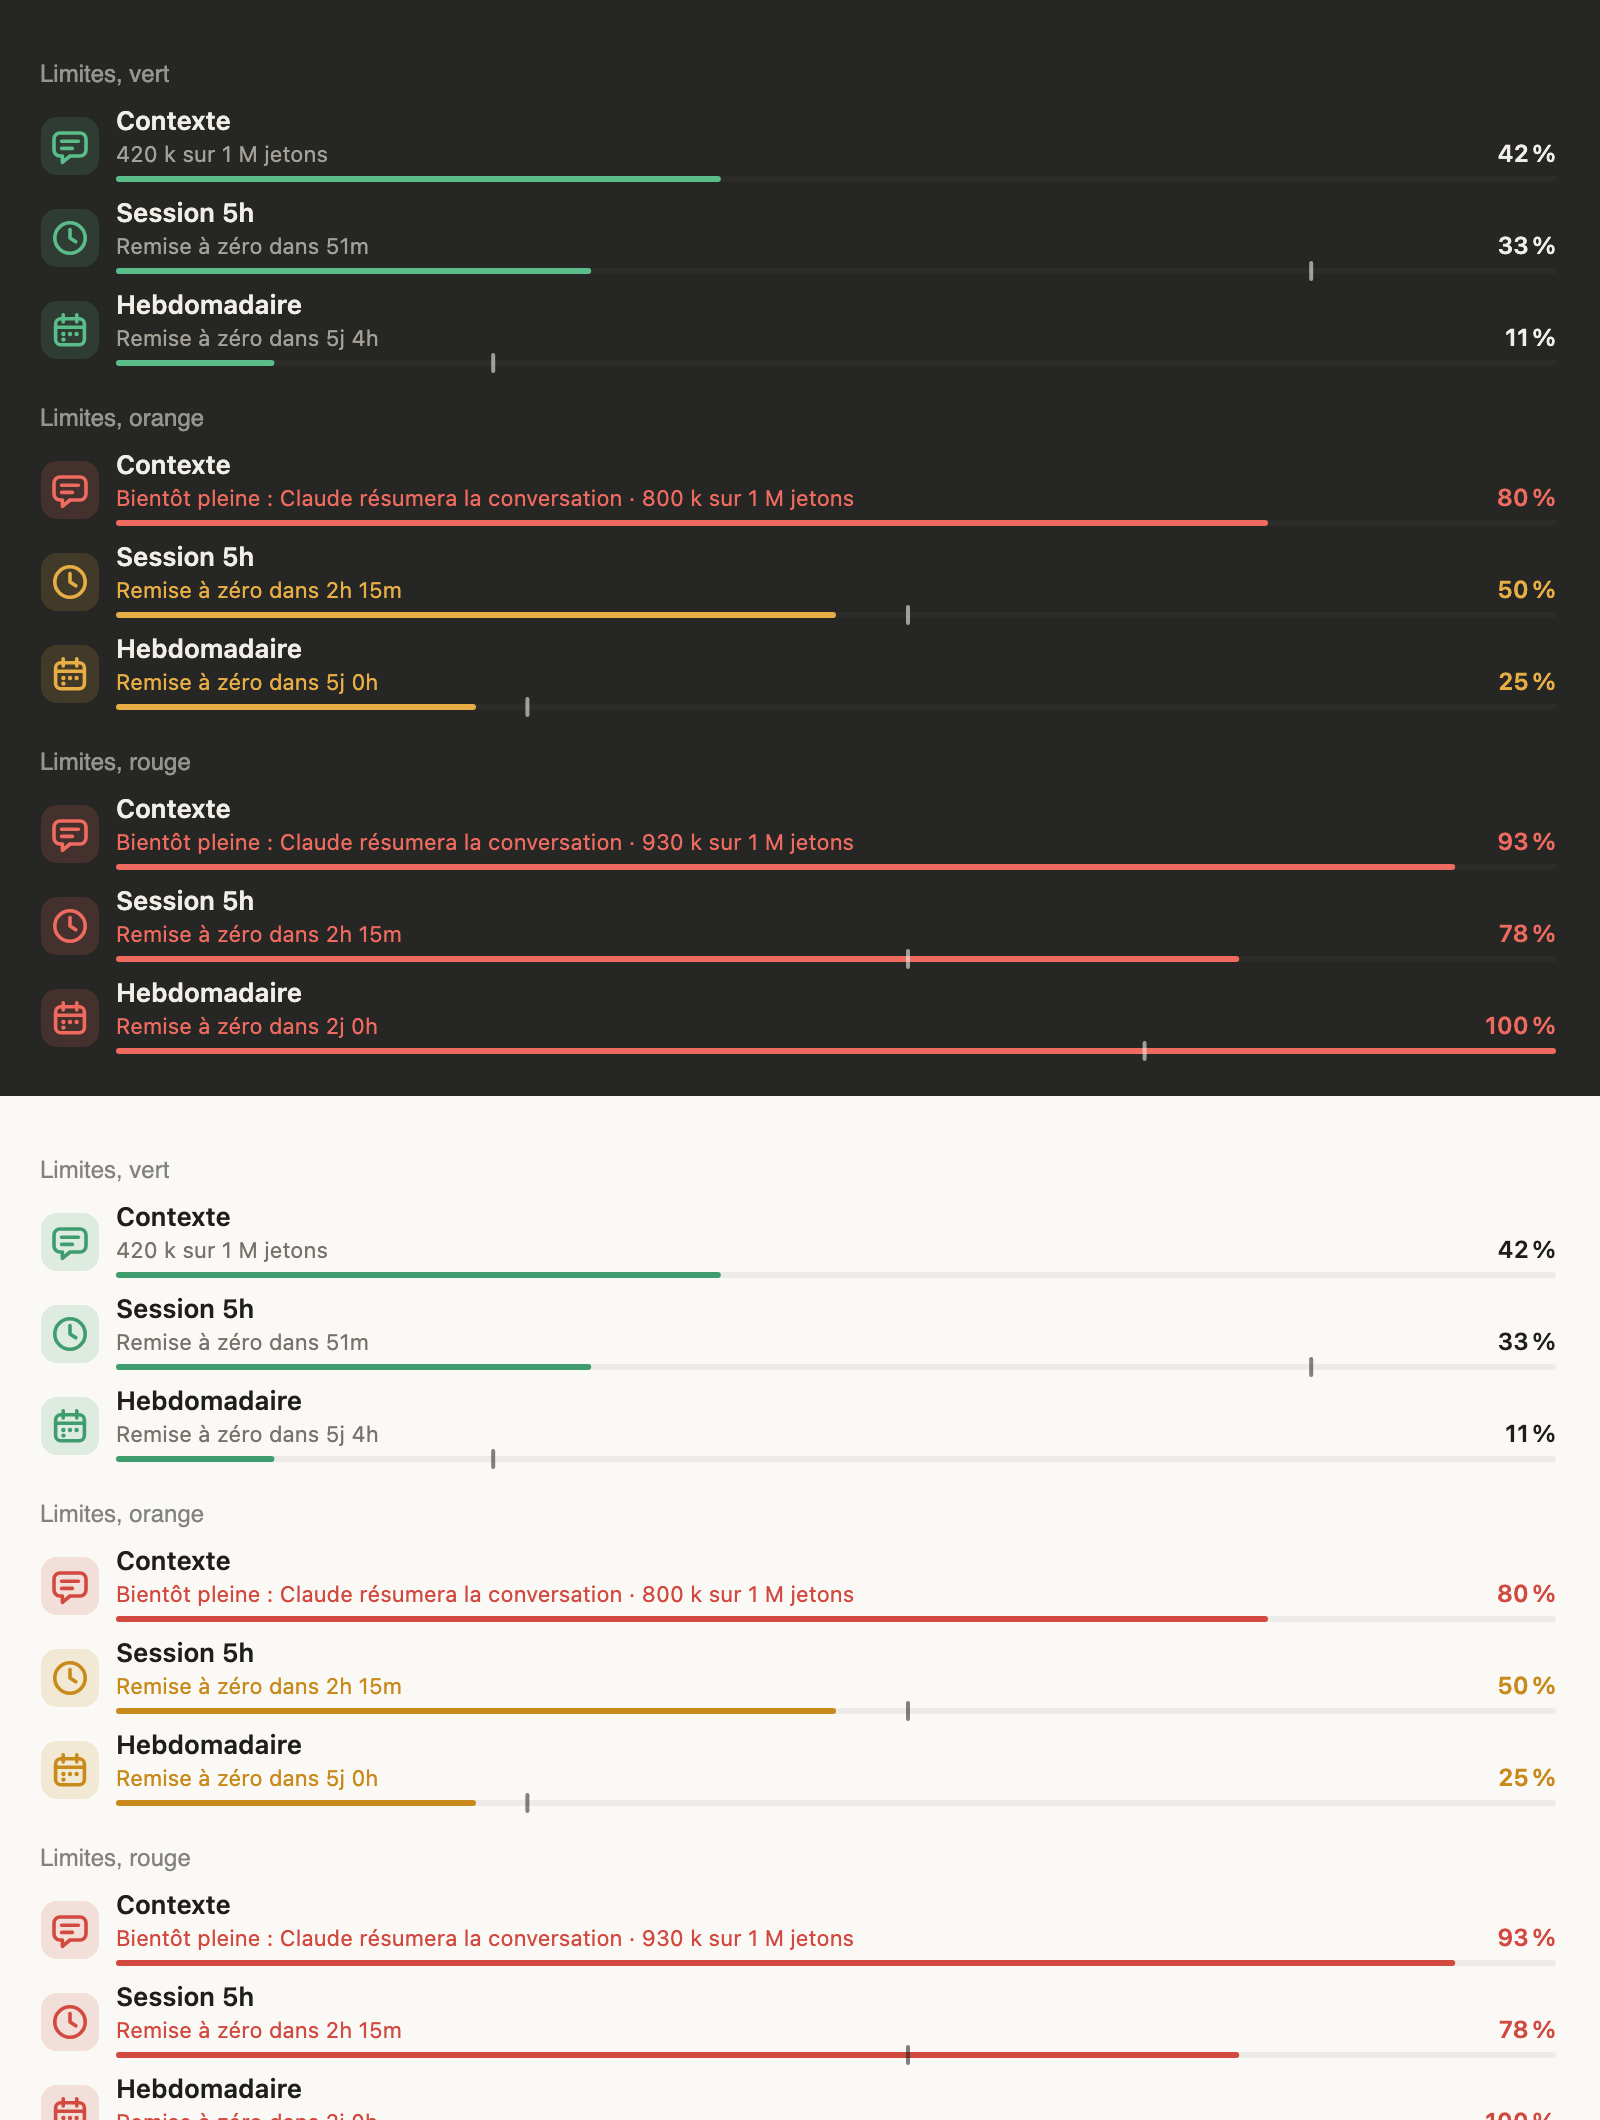 Limites, vert
Contexte
420 k sur 1 M jetons
42 %
Session 5h
Remise à zéro dans 51m
33 %
Hebdomadaire
Remise à zéro dans 5j 4h
11 %
Limites, orange
Contexte
Bientôt pleine : Claude résumera la conversation · 800 k sur 1 M jetons
80 %
Session 5h
Remise à zéro dans 2h 15m
50 %
Hebdomadaire
Remise à zéro dans 5j 0h
25 %
Limites, rouge
Contexte
Bientôt pleine : Claude résumera la conversation · 930 k sur 1 M jetons
93 %
Session 5h
Remise à zéro dans 2h 15m
78 %
Hebdomadaire
Remise à zéro dans 2j 0h
100 %
Limites, vert
Contexte
420 k sur 1 M jetons
42 %
Session 5h
Remise à zéro dans 51m
33 %
Hebdomadaire
Remise à zéro dans 5j 4h
11 %
Limites, orange
Contexte
Bientôt pleine : Claude résumera la conversation · 800 k sur 1 M jetons
80 %
Session 5h
Remise à zéro dans 2h 15m
50 %
Hebdomadaire
Remise à zéro dans 5j 0h
25 %
Limites, rouge
Contexte
Bientôt pleine : Claude résumera la conversation · 930 k sur 1 M jetons
93 %
Session 5h
Remise à zéro dans 2h 15m
78 %
Hebdomadaire
Remise à zéro dans 2j 0h
100 %